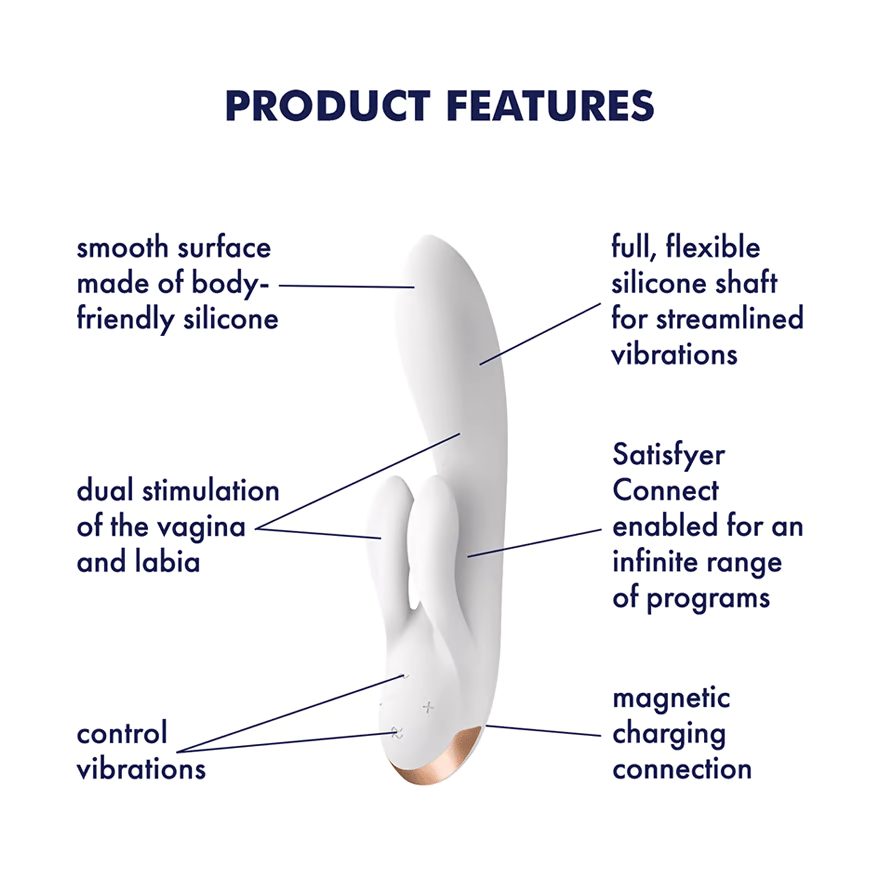 PRODUCT FEATURES
smooth surface
made of body-
friendly silicone
full, flexible
silicone shaft
for streamlined
vibrations
dual stimulation
of the vagina
and labia
Satisfyer
Connect
enabled for an
infinite range
of programs
control
vibrations
magnetic
charging
connection